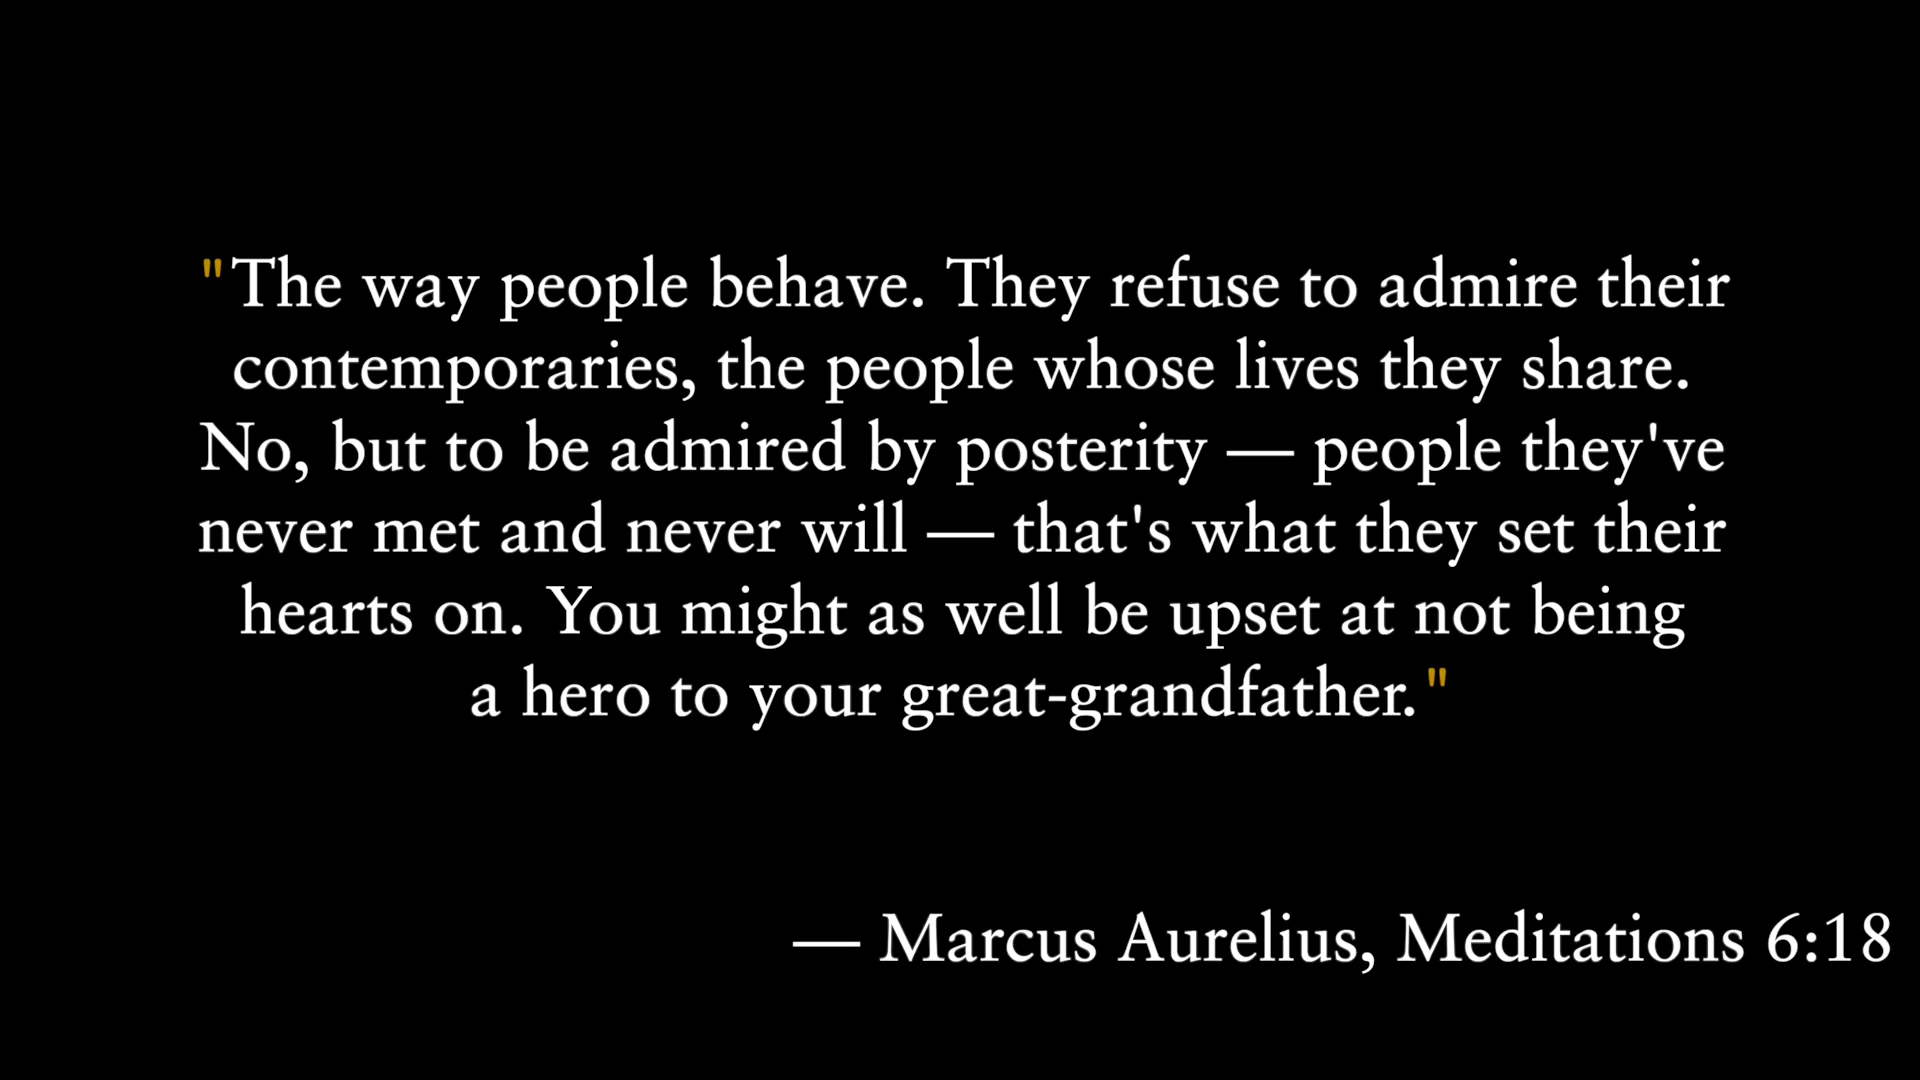 "The way people behave. They refuse to admire their
contemporaries, the people whose lives they share.
No, but to be admired by posterity — people they've
never met and never will — that's what they set their
hearts on. You might as well be upset at not being
a hero to your great-grandfather."
— Marcus Aurelius, Meditations 6:18